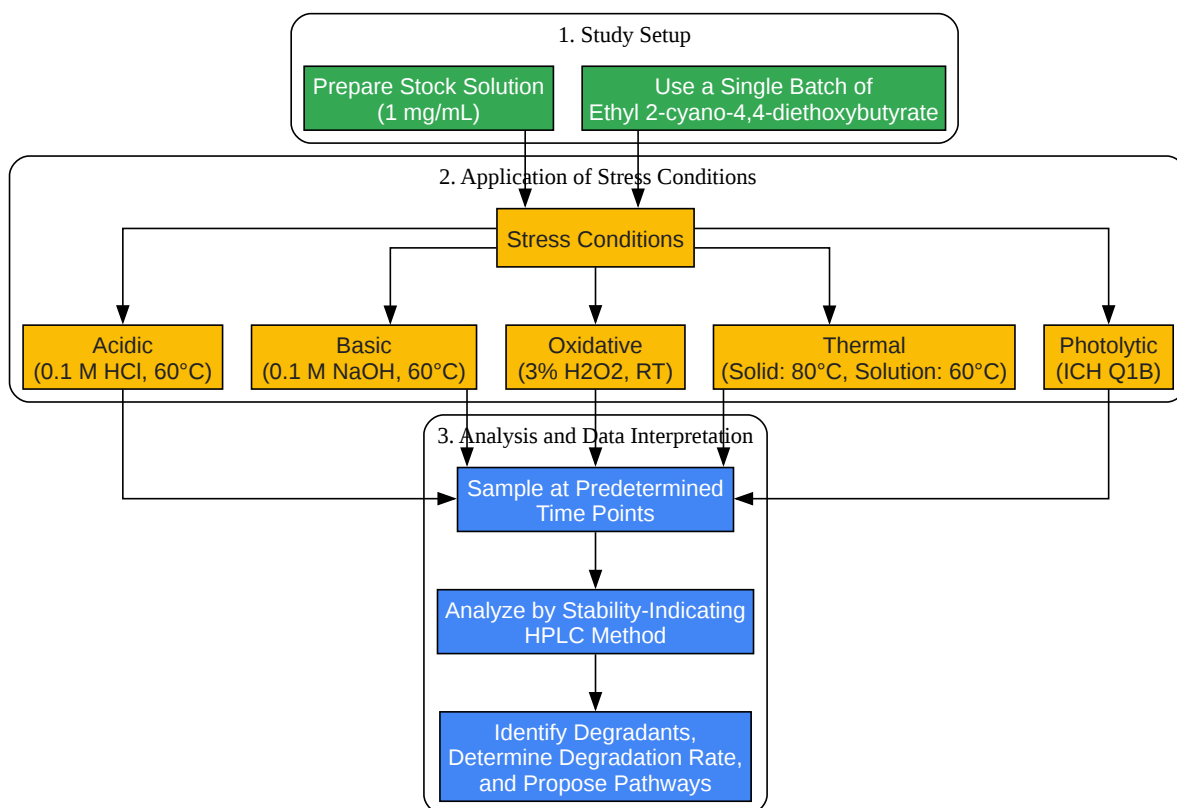 1. Study Setup
Prepare Stock Solution
(1 mg/mL)
Use a Single Batch of
Ethyl 2-cyano-4,4-diethoxybutyrate
2. Application of Stress Conditions
Stress Conditions
Acidic
(0.1 M HCl, 60°C)
Basic
(0.1 M NaOH, 60°C)
Oxidative
(3% H2O2, RT)
Thermal
(Solid: 80°C, Solution: 60°C)
Photolytic
(ICH Q1B)
3. Analysis and Data Interpretation
Sample at Predetermined
Time Points
Analyze by Stability-Indicating
HPLC Method
Identify Degradants,
Determine Degradation Rate,
and Propose Pathways